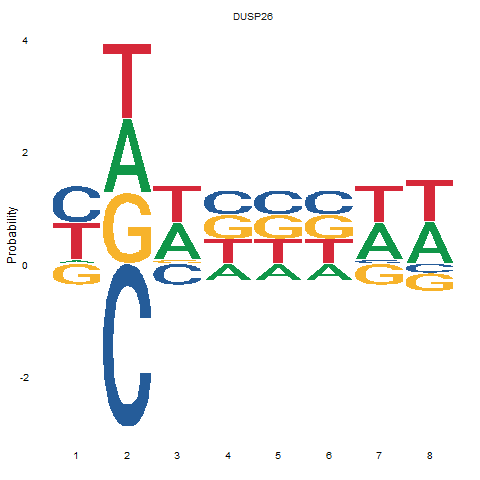 DUSP26
4
2
0
-2
Probability
C T G
T A G C
T A C
C G T A
C G T A
C G T A
T A C G
T A C G
1 2 3 4 5 6 7 8